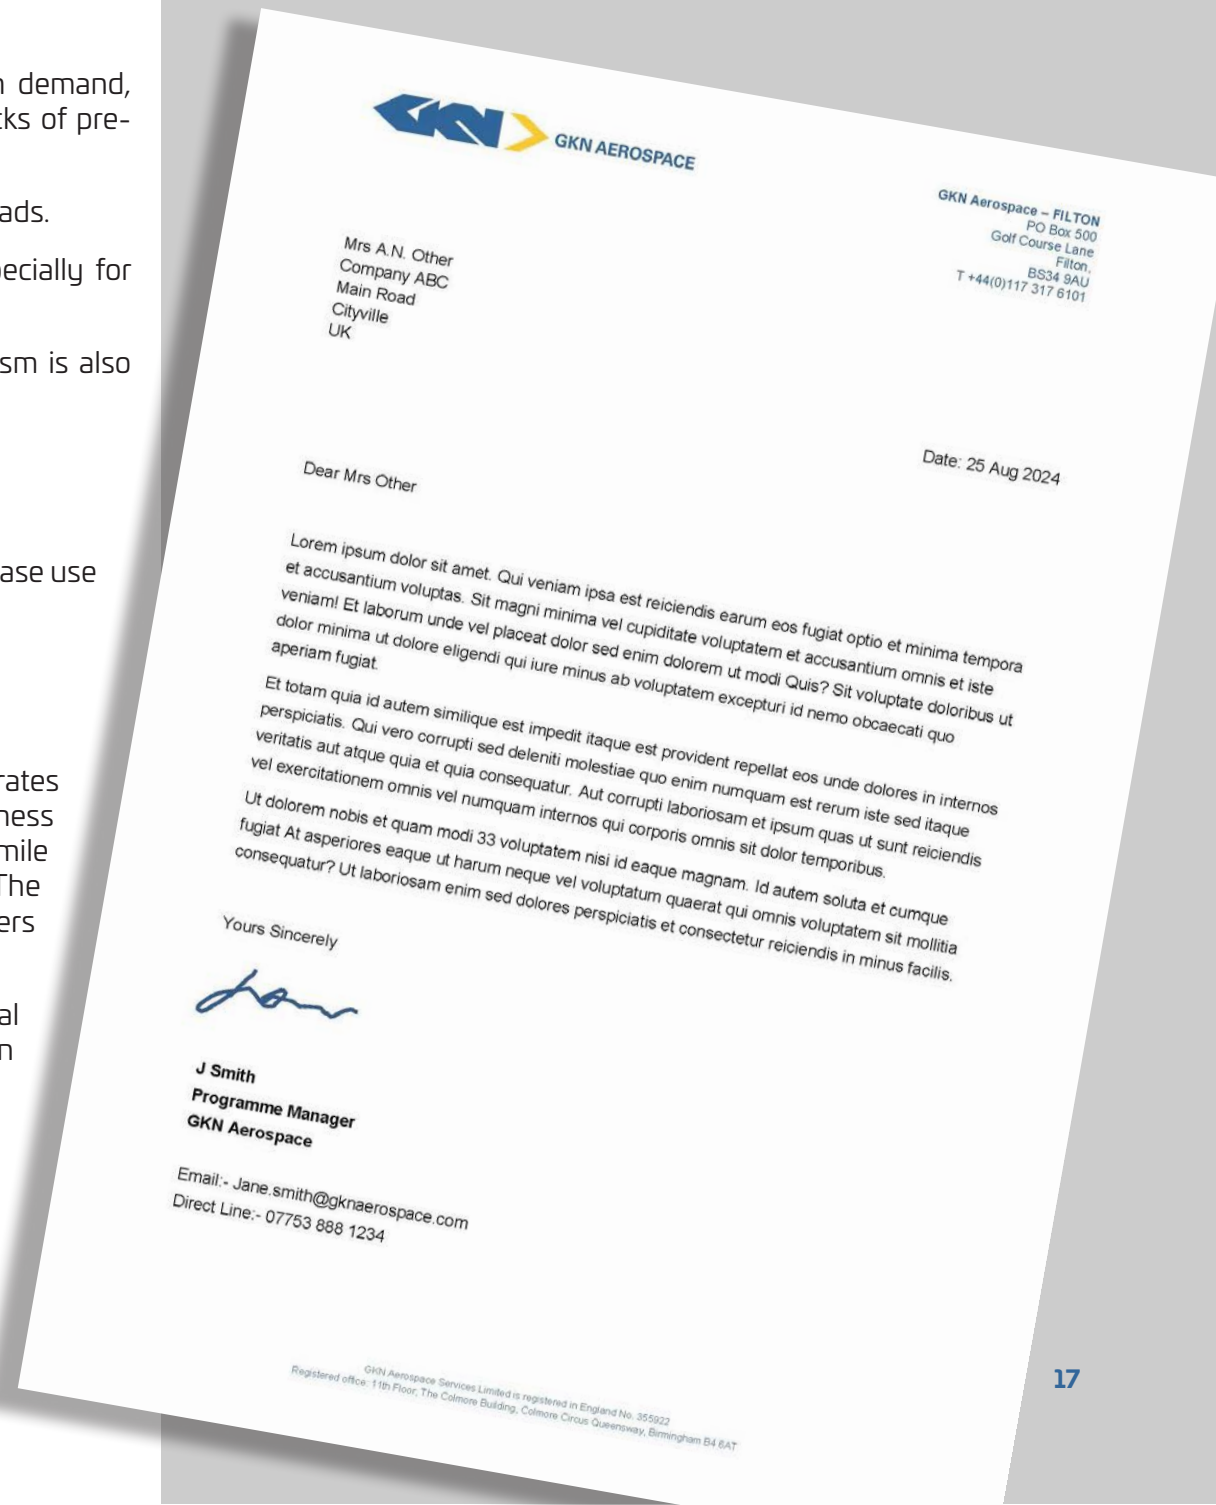 demand,
of pre-
for
is also
use
The
GKN
GKN AEROSPACE
GKN Aerospace – FILTON
PO Box 500
Golf Course Lane
Filton,
BS34 9AU
T +44(0)117 317 6101
Mrs A.N. Other
Company ABC
Main Road
Cityville
UK
Date: 25 Aug 2024
Dear Mrs Other
Lorem ipsum dolor sit amet. Qui veniam ipsa est reiciendis earum eos fugiat optio et minima tempora
et accusantium voluptas. Sit magni minima vel cupiditate voluptatem et accusantium omnis et iste
veniam! Et laborum unde vel placeat dolor sed enim dolorem ut modi Quis? Sit voluptate doloribus ut
dolor minima ut dolore eligendi qui iure minus ab voluptatem excepturi id nemo obcaecati quo
aperiam fugiat.
Et totam quia id autem similique est impedit itaque est provident repellat eos unde dolores in internos
perspiciatis. Qui vero corrupti sed deleniti molestiae quo enim numquam est rerum iste sed itaque
veritatis aut atque quia et quia consequatur. Aut corrupti laboriosam et ipsum quas ut sunt reiciendis
vel exercitationem omnis vel numquam internos qui corporis omnis sit dolor temporibus.
Ut dolorem nobis et quam modi 33 voluptatem nisi id eaque magnam. Id autem soluta et cumque
fugiat At asperiores eaque ut harum neque vel voluptatum quaerat qui omnis voluptatem sit mollitia
consequatur? Ut laboriosam enim sed dolores perspiciatis et consectetur reiciendis in minus facilis.
Yours Sincerely
J Smith
Programme Manager
GKN Aerospace
Email:- Jane.smith@gknaerospace.com
Direct Line:- 07753 888 1234
GKN Aerospace Services Limited is registered in England No. 355922
Registered office: 11th Floor, The Colmore Building, Colmore Circus Queensway, Birmingham B4 6AT
17